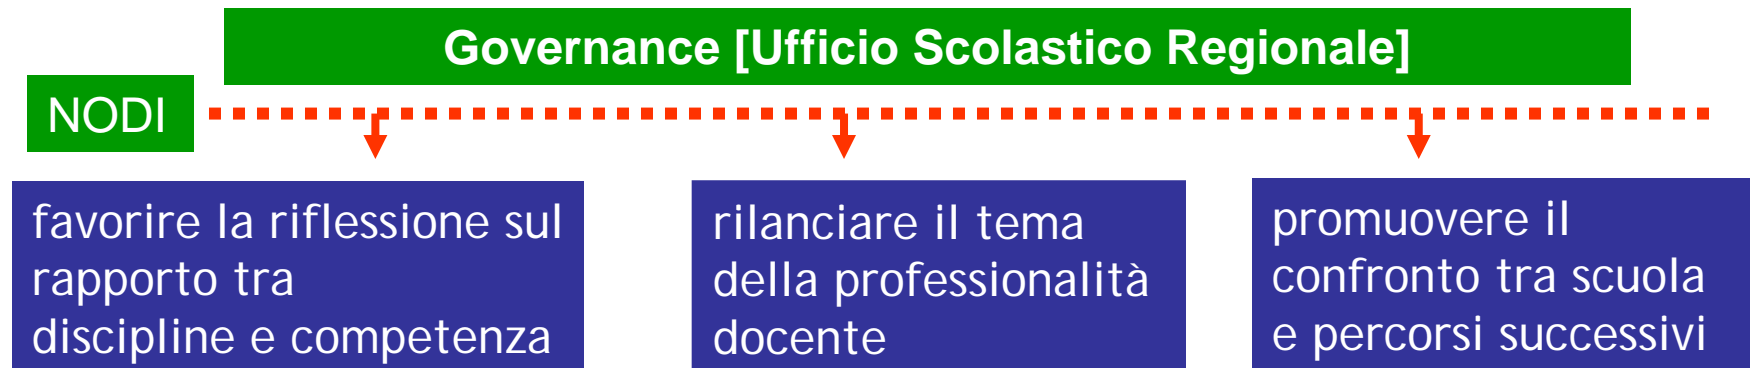 Governance [Ufficio Scolastico Regionale]
NODI
favorire la riflessione sul
rapporto tra
discipline e competenza
rilanciare il tema
della professionalità
docente
promuovere il
confronto tra scuola
e percorsi successivi